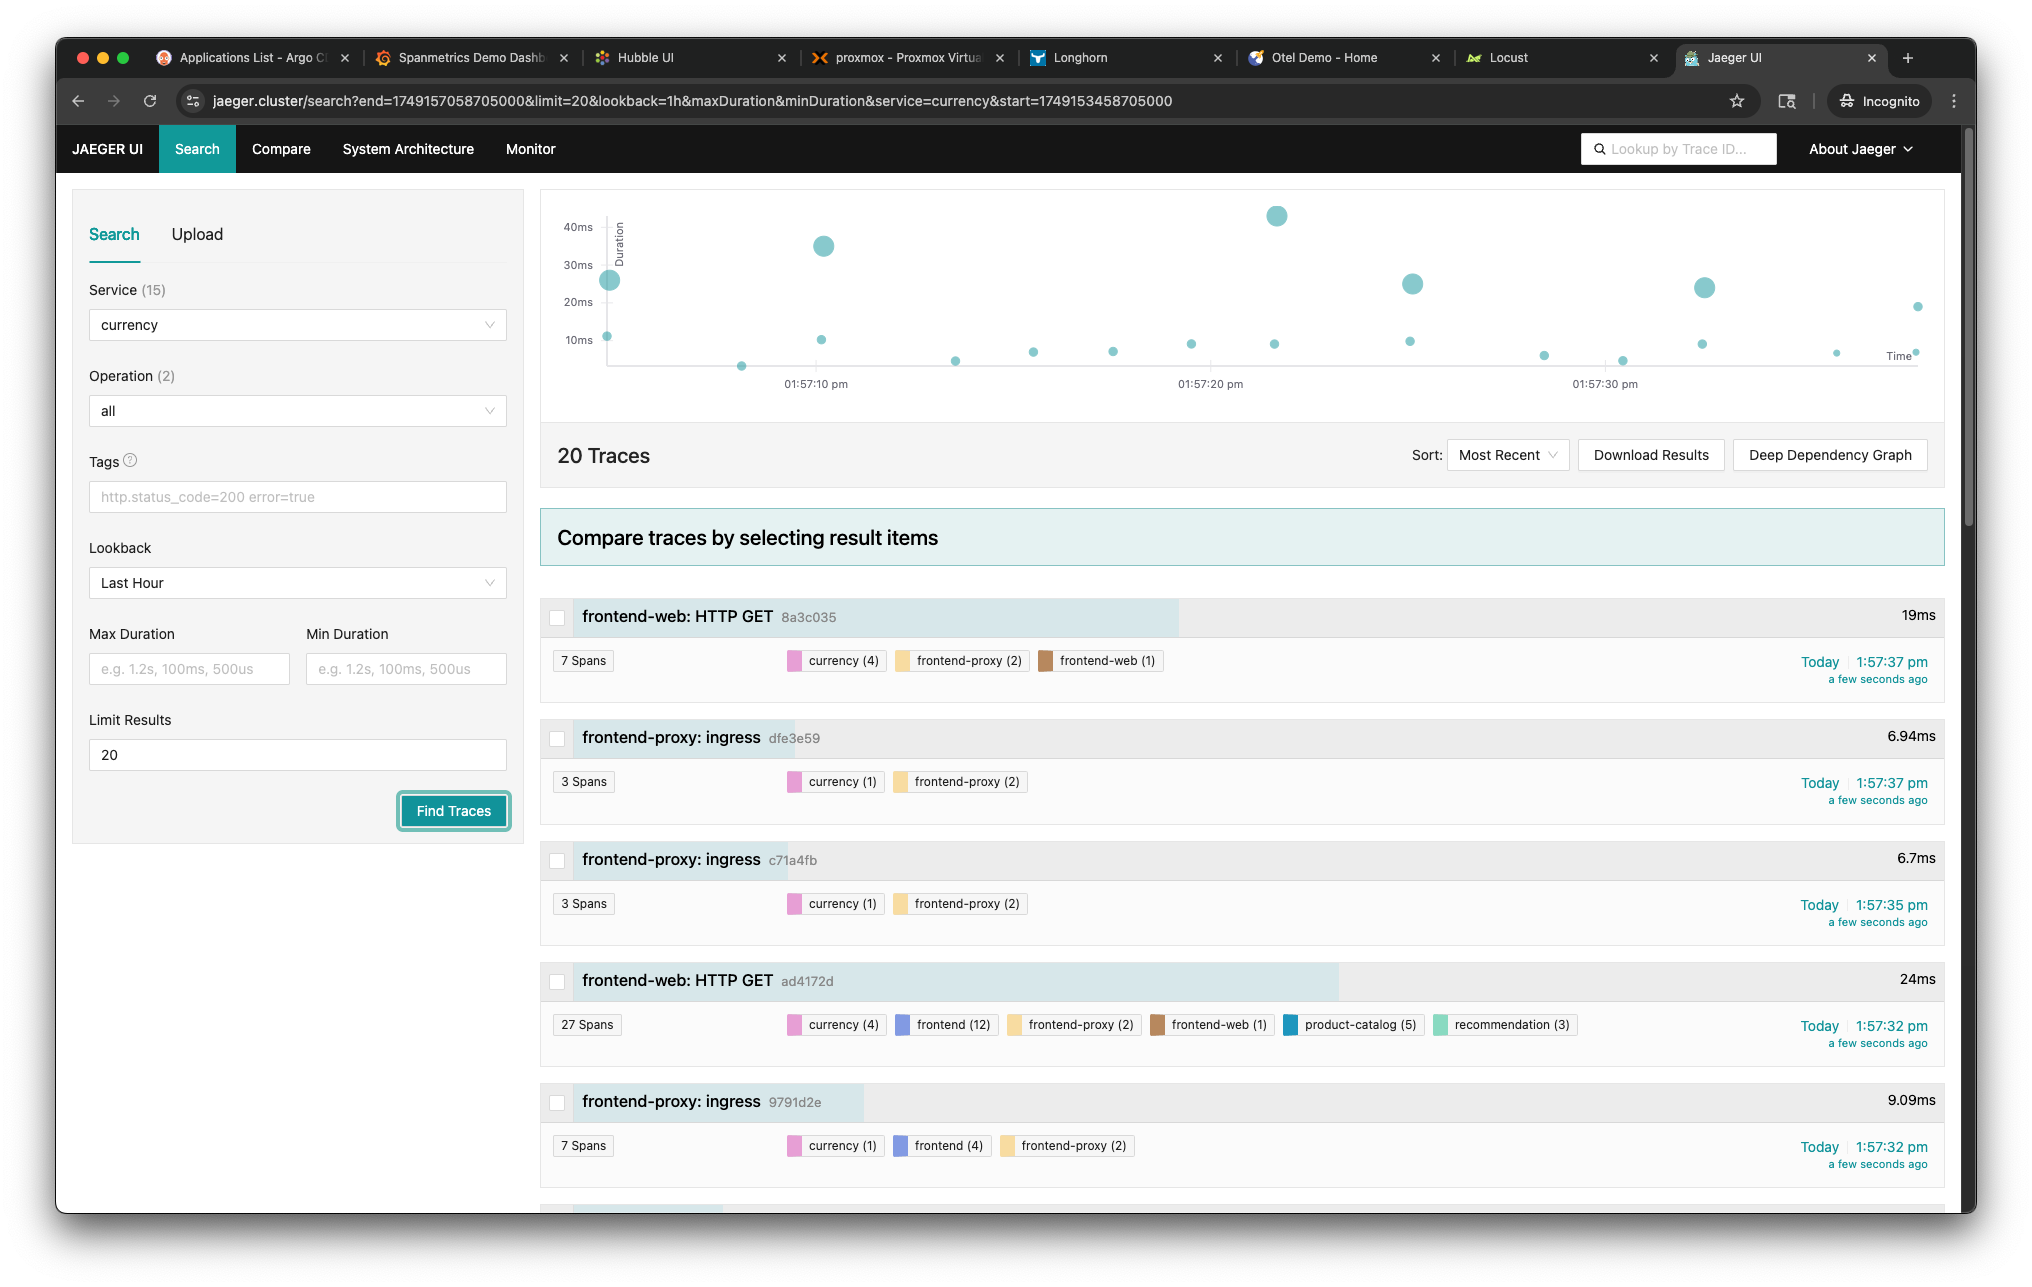 Applications List - Argo C
Spanmetrics Demo Dashb
Hubble UI
proxmox - Proxmox Virtua
Longhorn
Otel Demo - Home
Locust
Jaeger UI
jaeger.cluster/search?end=1749157058705000&limit=20&lookback=1h&maxDuration&minDuration&service=currency&start=1749153458705000
Incognito
JAEGER UI
Search
Compare
System Architecture
Monitor
Lookup by Trace ID...
About Jaeger
Search
Upload
Service (15)
currency
Operation (2)
all
Tags
http.status_code=200 error=true
Lookback
Last Hour
Max Duration
Min Duration
e.g. 1.2s, 100ms, 500us
e.g. 1.2s, 100ms, 500us
Limit Results
20
Find Traces
Duration
40ms
30ms
20ms
10ms
Time
01:57:10 pm
01:57:20 pm
01:57:30 pm
20 Traces
Sort:
Most Recent
Download Results
Deep Dependency Graph
Compare traces by selecting result items
frontend-web: HTTP GET 8a3c035
19ms
7 Spans
currency (4)
frontend-proxy (2)
frontend-web (1)
Today 1:57:37 pm
a few seconds ago
frontend-proxy: ingress dfe3e59
6.94ms
3 Spans
currency (1)
frontend-proxy (2)
Today 1:57:37 pm
a few seconds ago
frontend-proxy: ingress c71a4fb
6.7ms
3 Spans
currency (1)
frontend-proxy (2)
Today 1:57:35 pm
a few seconds ago
frontend-web: HTTP GET ad4172d
24ms
27 Spans
currency (4)
frontend (12)
frontend-proxy (2)
frontend-web (1)
product-catalog (5)
recommendation (3)
Today 1:57:32 pm
a few seconds ago
frontend-proxy: ingress 9791d2e
9.09ms
7 Spans
currency (1)
frontend (4)
frontend-proxy (2)
Today 1:57:32 pm
a few seconds ago